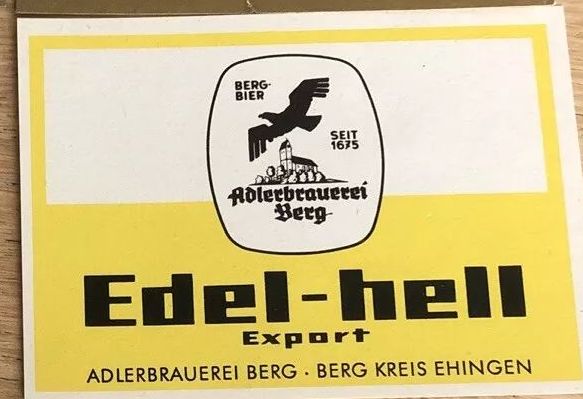 BERG-
BIER
SEIT
1675
Adlerbrauerei
Berg
Edel-hell
Export
ADLERBRAUEREI BERG · BERG KREIS EHINGEN